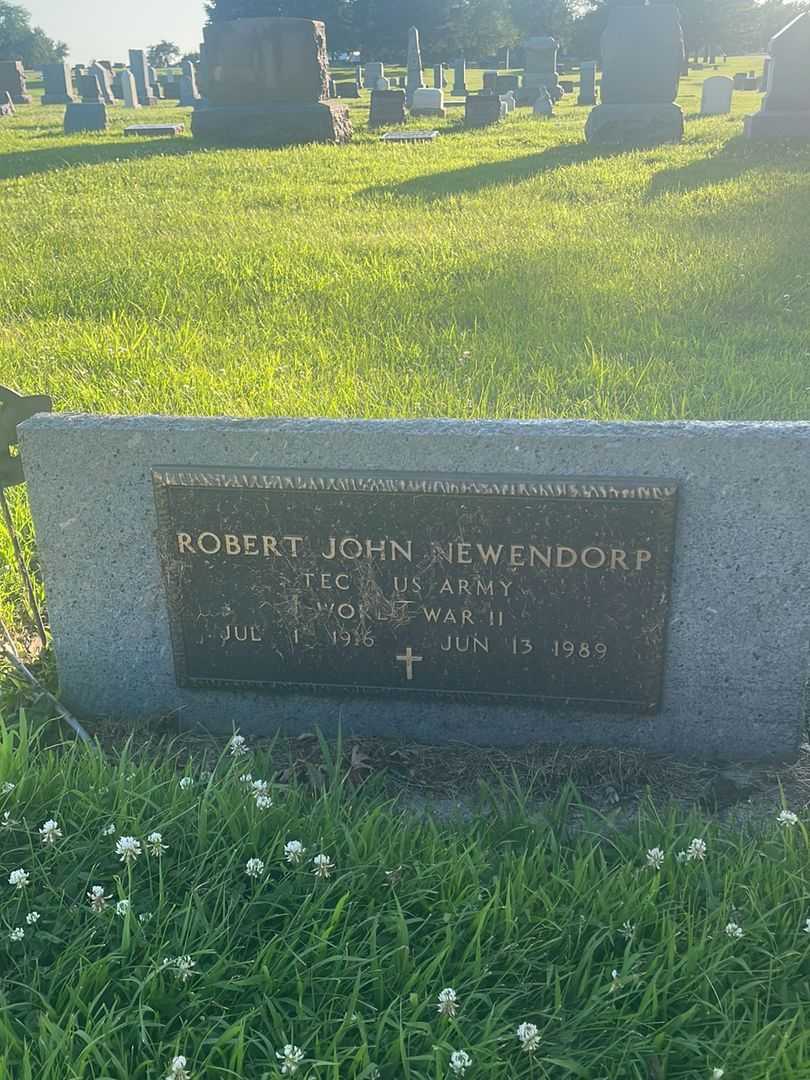 ROBERT JOHN NEWENDORP
TEC US ARMY
WORLD WAR II
JUL 1 1916 JUN 13 1989